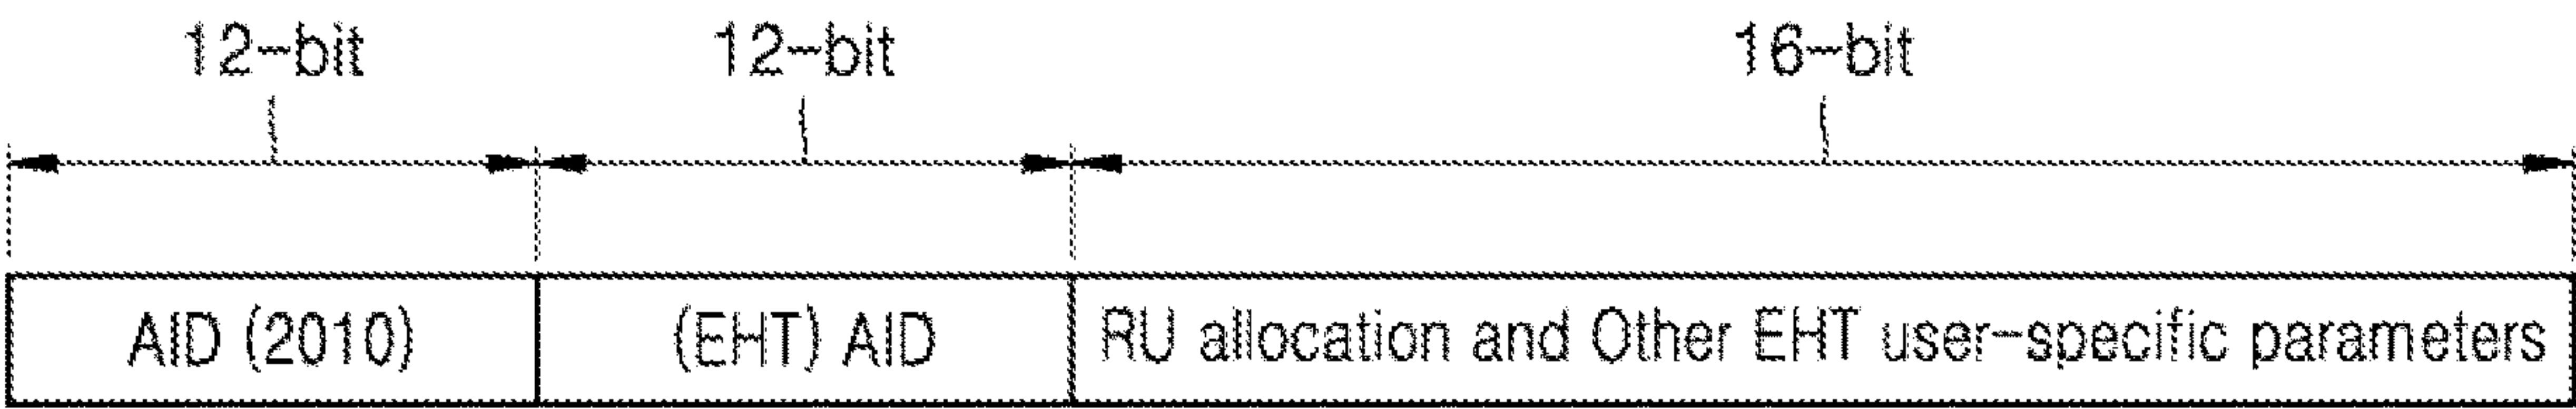 12-bit 12-bit 16-bit
AID (2010) (EHT) AID RU allocation and Other EHT user-specific parameters